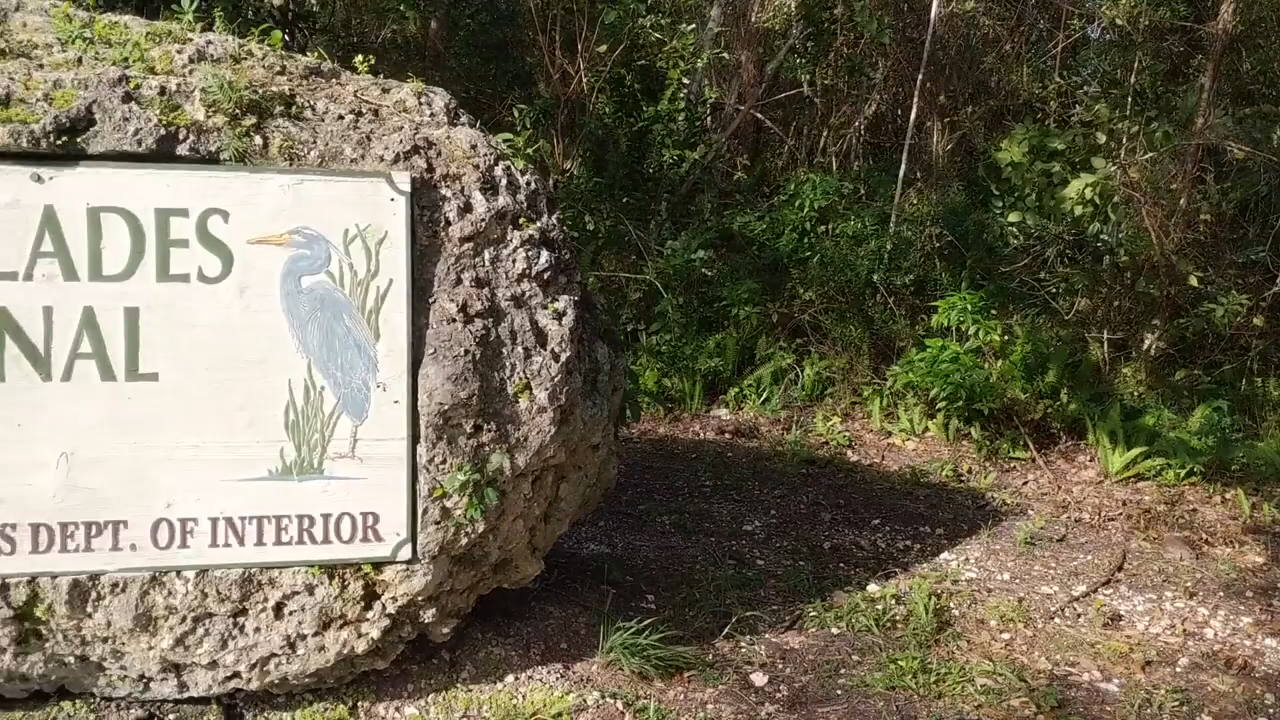 LADES
NAL
S DEPT. OF INTERIOR